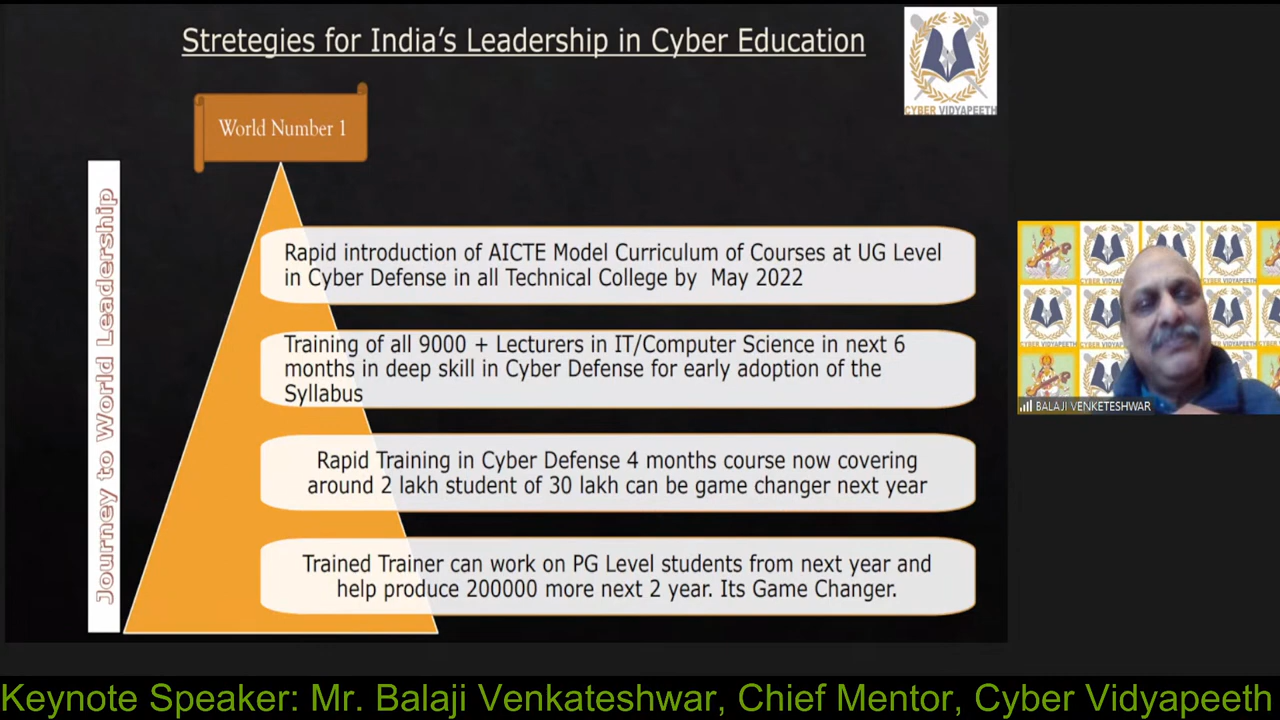 Stretegies for India's Leadership in Cyber Education
CYBER VIDYAPEETH
World Number 1
Journey to World Leadership
Rapid introduction of AICTE Model Curriculum of Courses at UG Level
in Cyber Defense in all Technical College by May 2022
Training of all 9000 + Lecturers in IT/Computer Science in next 6
months in deep skill in Cyber Defense for early adoption of the
Syllabus
Rapid Training in Cyber Defense 4 months course now covering
around 2 lakh student of 30 lakh can be game changer next year
Trained Trainer can work on PG Level students from next year and
help produce 200000 more next 2 year. Its Game Changer.
BALAJI VENKETESHWAR
Keynote Speaker: Mr. Balaji Venkateshwar, Chief Mentor, Cyber Vidyapeeth